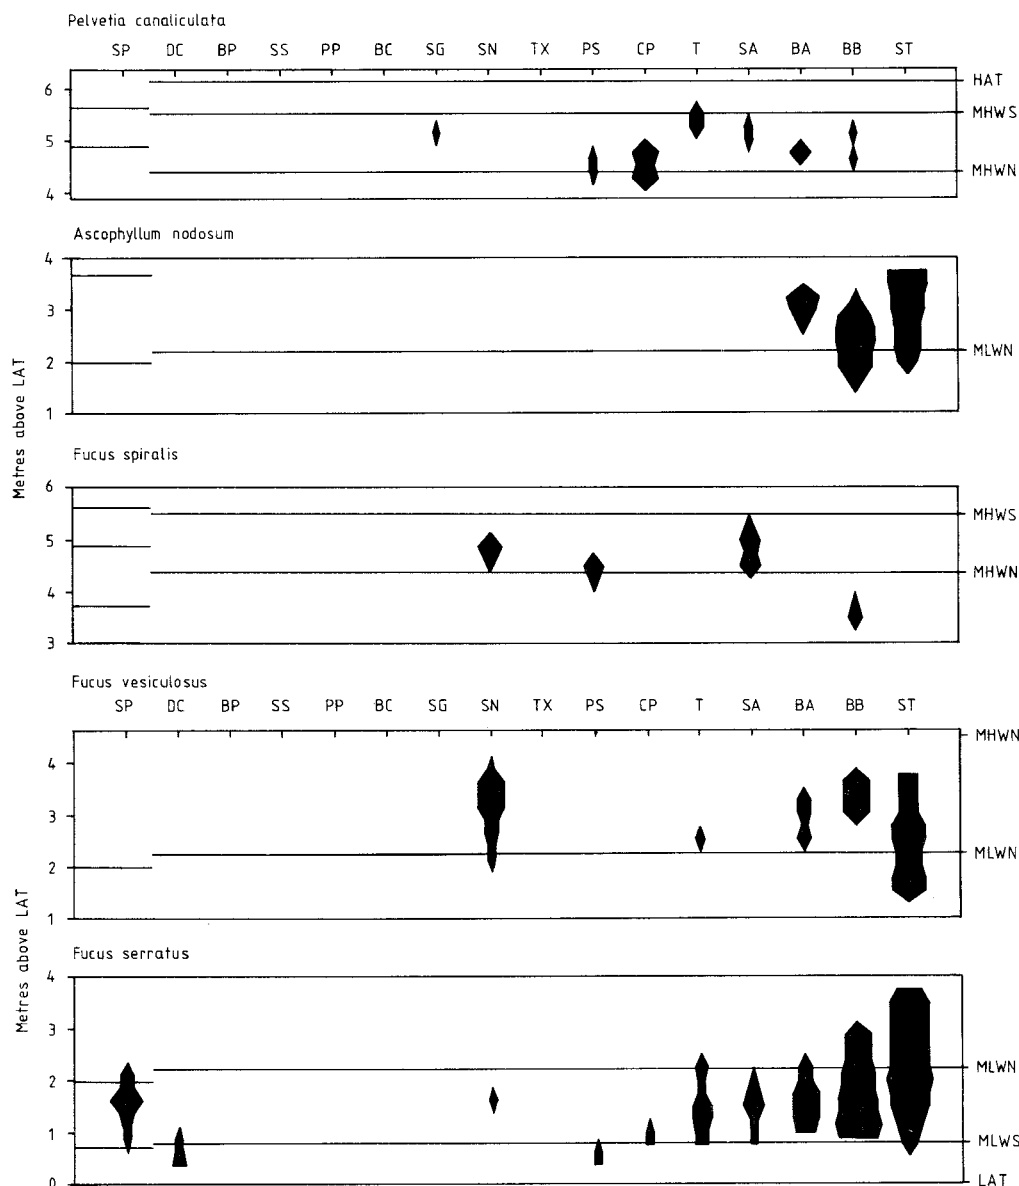 Pelvetia canaliculata
SP DC BP SS PP BC SG SN TX PS CP T SA BA BB ST
6 HAT
MHWS
5
MHWN
4
Ascophyllum nodosum
4
3
MLWN
2
1
Metres above LAT
Fucus spiralis
6
MHWS
5
MHWN
4
3
Fucus vesiculosus
SP DC BP SS PP BC SG SN TX PS CP T SA BA BB ST
MHWN
4
3
MLWN
2
1
Metres above LAT
Fucus serratus
4
3
MLWN
2
1
MLWS
0 LAT